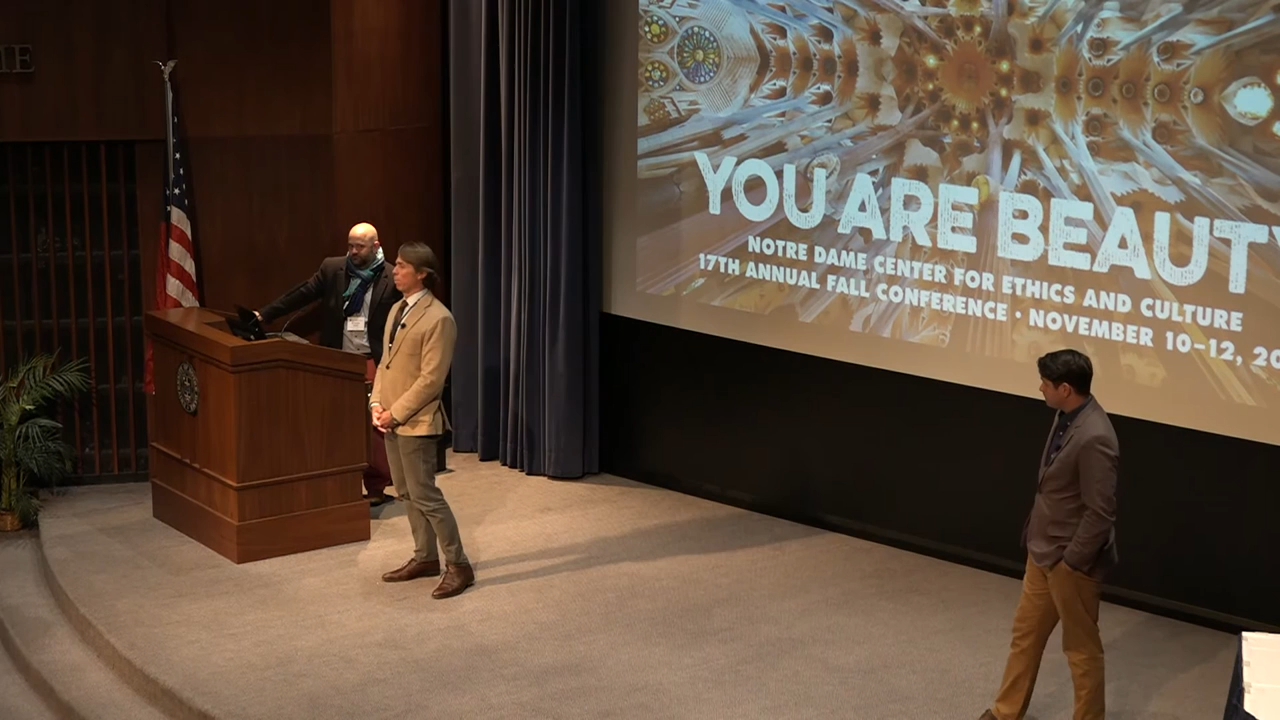 YOU ARE BEAUT
NOTRE DAME CENTER FOR ETHICS AND CULTURE
17TH ANNUAL FALL CONFERENCE • NOVEMBER 10-12, 20